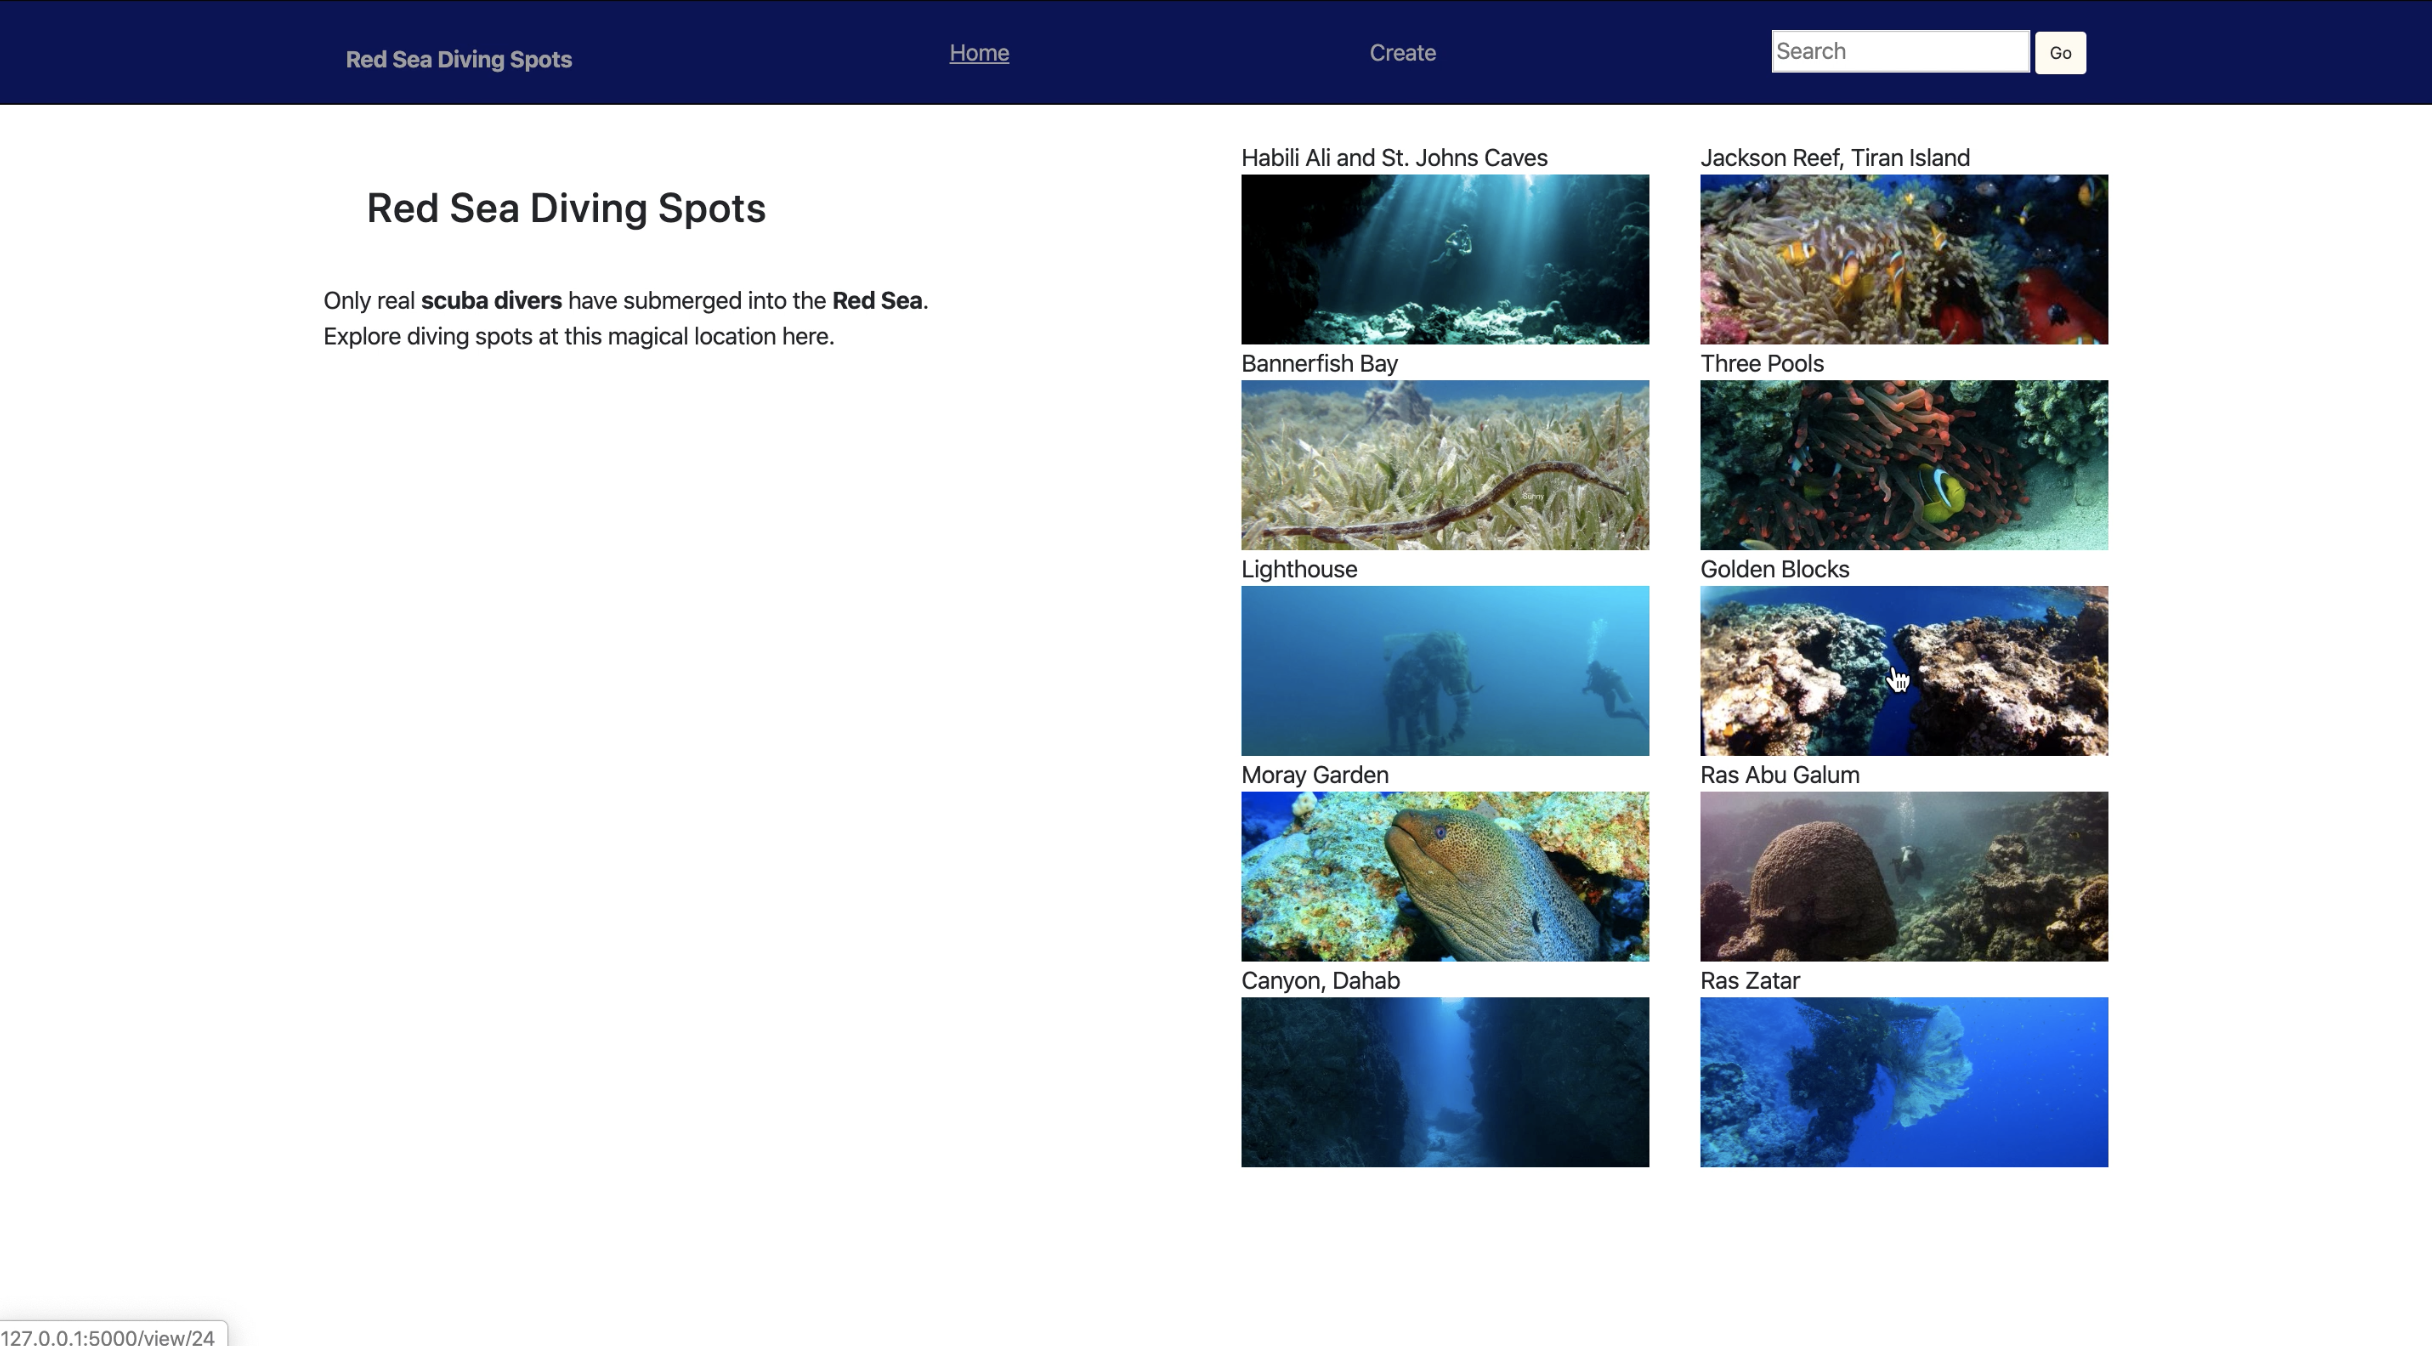 Red Sea Diving Spots
Home
Create
Search
Go
Red Sea Diving Spots
Only real scuba divers have submerged into the Red Sea.
Explore diving spots at this magical location here.
Habili Ali and St. Johns Caves
Jackson Reef, Tiran Island
Bannerfish Bay
Three Pools
Sunny
Lighthouse
Golden Blocks
Moray Garden
Ras Abu Galum
Canyon, Dahab
Ras Zatar
127.0.0.1:5000/view/24